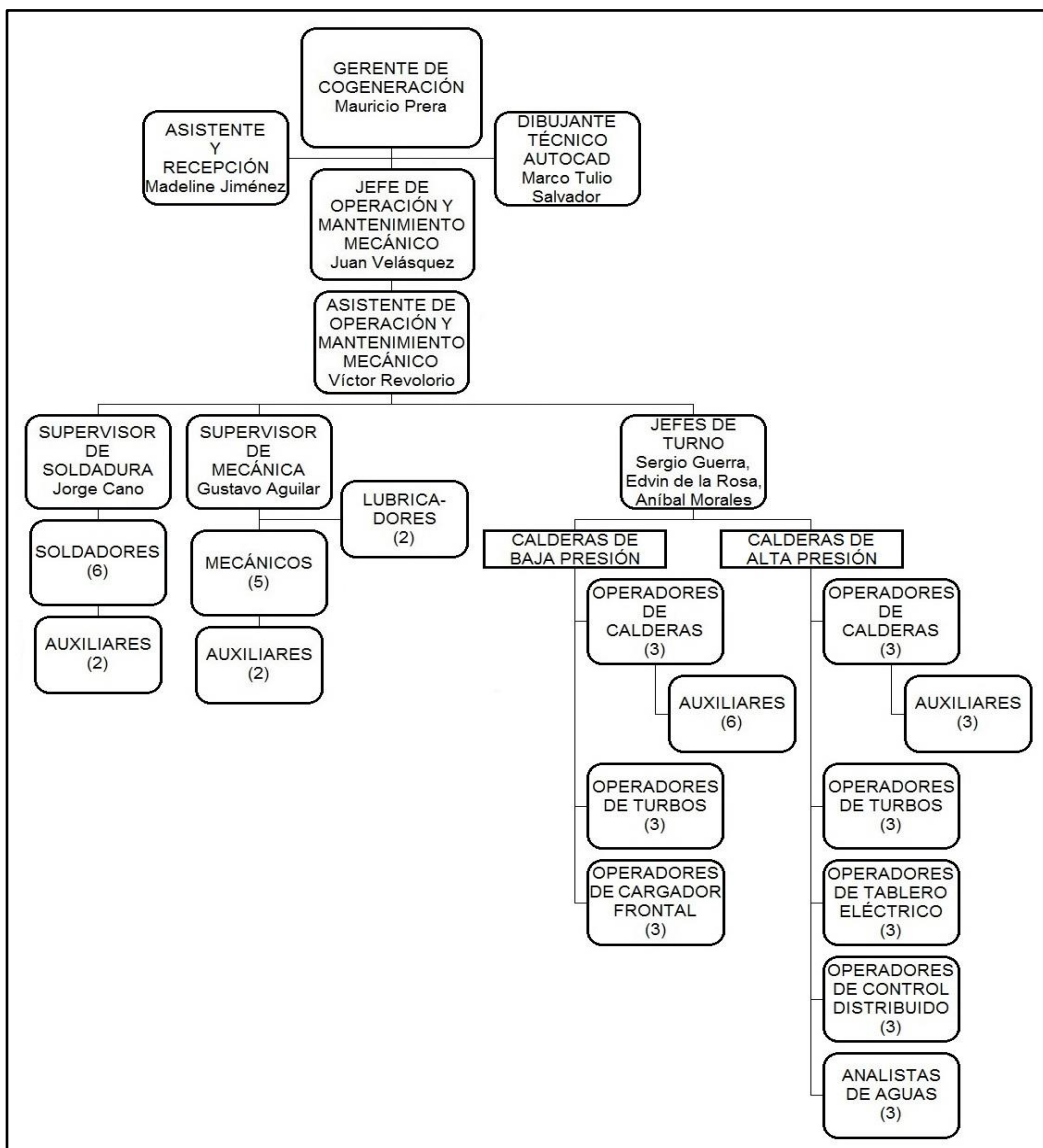 GERENTE DE
COGENERACIÓN
Mauricio Prera
ASISTENTE
Y
RECEPCIÓN
Madeline Jiménez
DIBUJANTE
TÉCNICO
AUTOCAD
Marco Tulio
Salvador
JEFE DE
OPERACIÓN Y
MANTENIMIENTO
MECÁNICO
Juan Velásquez
ASISTENTE DE
OPERACIÓN Y
MANTENIMIENTO
MECÁNICO
Víctor Revolorio
SUPERVISOR
DE
SOLDADURA
Jorge Cano
SOLDADORES
(6)
AUXILIARES
(2)
SUPERVISOR
DE
MECÁNICA
Gustavo Aguilar
LUBRICA-
DORES
(2)
MECÁNICOS
(5)
AUXILIARES
(2)
JEFES DE
TURNO
Sergio Guerra,
Edvin de la Rosa,
Aníbal Morales
CALDERAS DE
BAJA PRESIÓN
OPERADORES
DE
CALDERAS
(3)
AUXILIARES
(6)
OPERADORES
DE TURBOS
(3)
OPERADORES
DE CARGADOR
FRONTAL
(3)
CALDERAS DE
ALTA PRESIÓN
OPERADORES
DE
CALDERAS
(3)
AUXILIARES
(3)
OPERADORES
DE TURBOS
(3)
OPERADORES
DE TABLERO
ELÉCTRICO
(3)
OPERADORES
DE CONTROL
DISTRIBUIDO
(3)
ANALISTAS
DE AGUAS
(3)